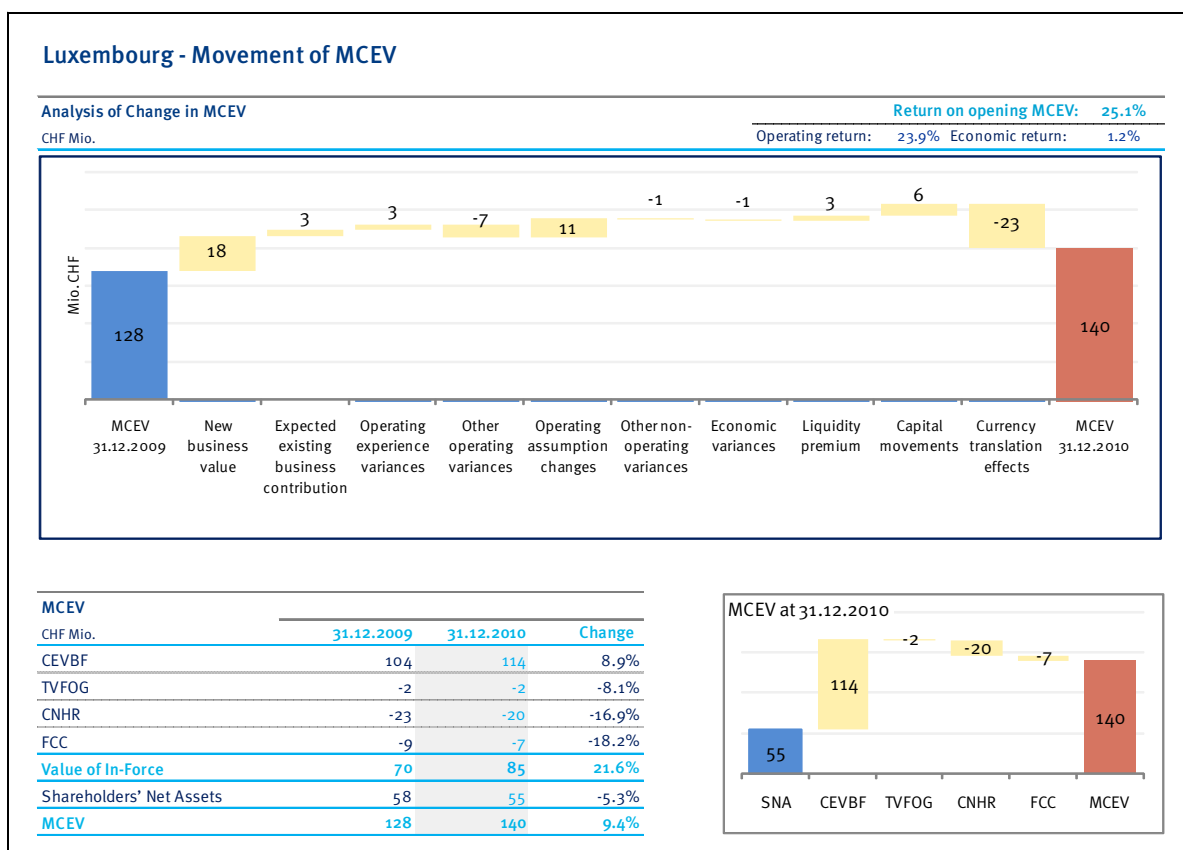 Luxembourg - Movement of MCEV
Analysis of Change in MCEV Return on opening MCEV: 25.1%
CHF Mio. Operating return: 23.9% Economic return: 1.2%
Mio. CHF
128
18
3
3
-7
11
-1
-1
3
6
-23
140
MCEV 31.12.2009
New business value
Expected existing business contribution
Operating experience variances
Other operating variances
Operating assumption changes
Other non-operating variances
Economic variances
Liquidity premium
Capital movements
Currency translation effects
MCEV 31.12.2010
MCEV
CHF Mio. 31.12.2009 31.12.2010 Change
CEVBF 104 114 8.9%
TVFOG -2 -2 -8.1%
CNHR -23 -20 -16.9%
FCC -9 -7 -18.2%
Value of In-Force 70 85 21.6%
Shareholders' Net Assets 58 55 -5.3%
MCEV 128 140 9.4%
MCEV at 31.12.2010
55
114
-2
-20
-7
140
SNA CEVBF TVFOG CNHR FCC MCEV